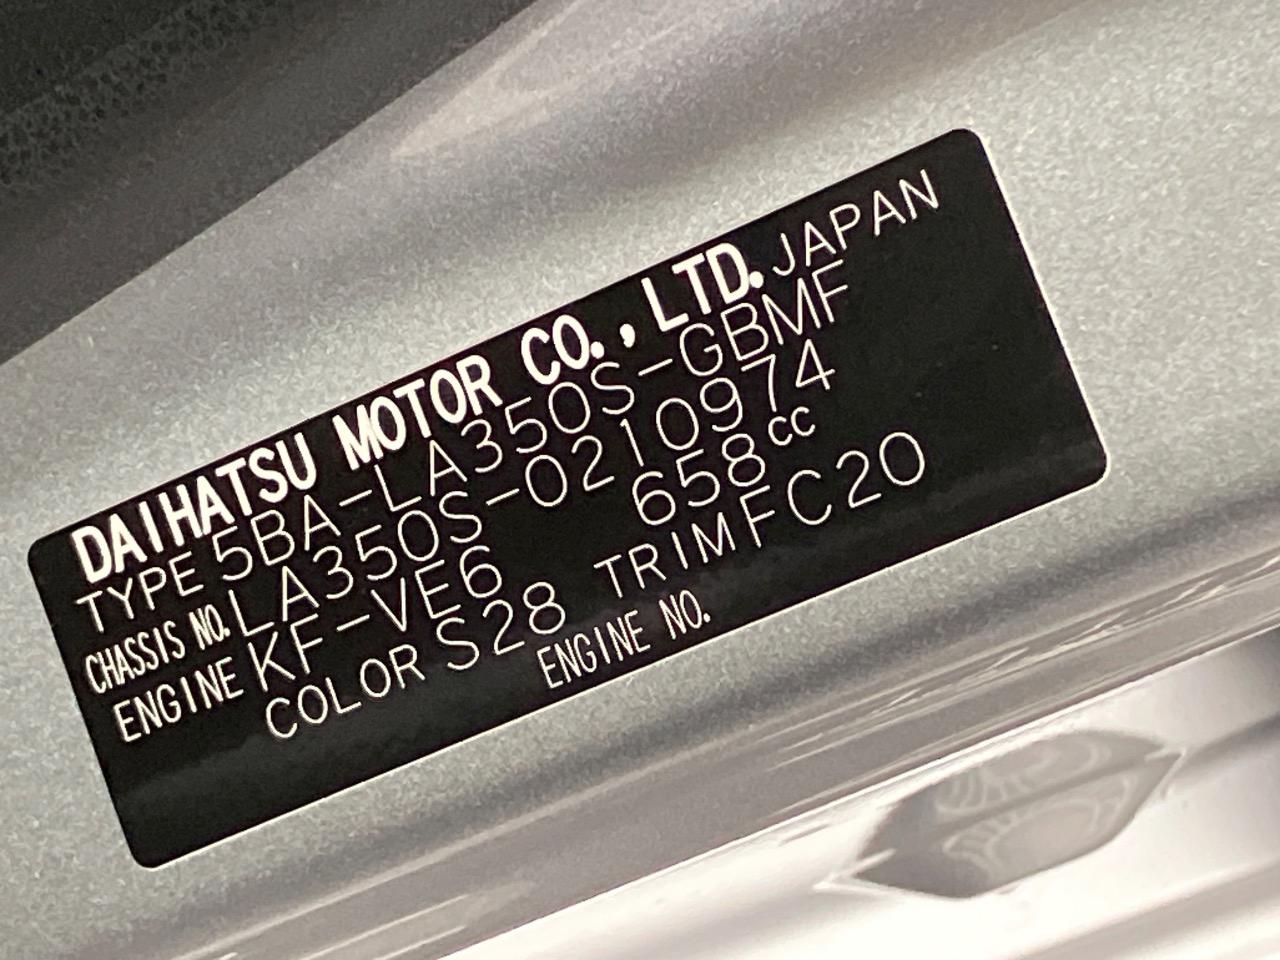 DAIHATSU MOTOR CO., LTD. JAPAN
TYPE 5BA-LA350S-GBMF
CHASSIS NO. LA350S-0210974
ENGINE KF-VE6 658cc
COLOR S28 TRIM FC20
ENGINE NO.